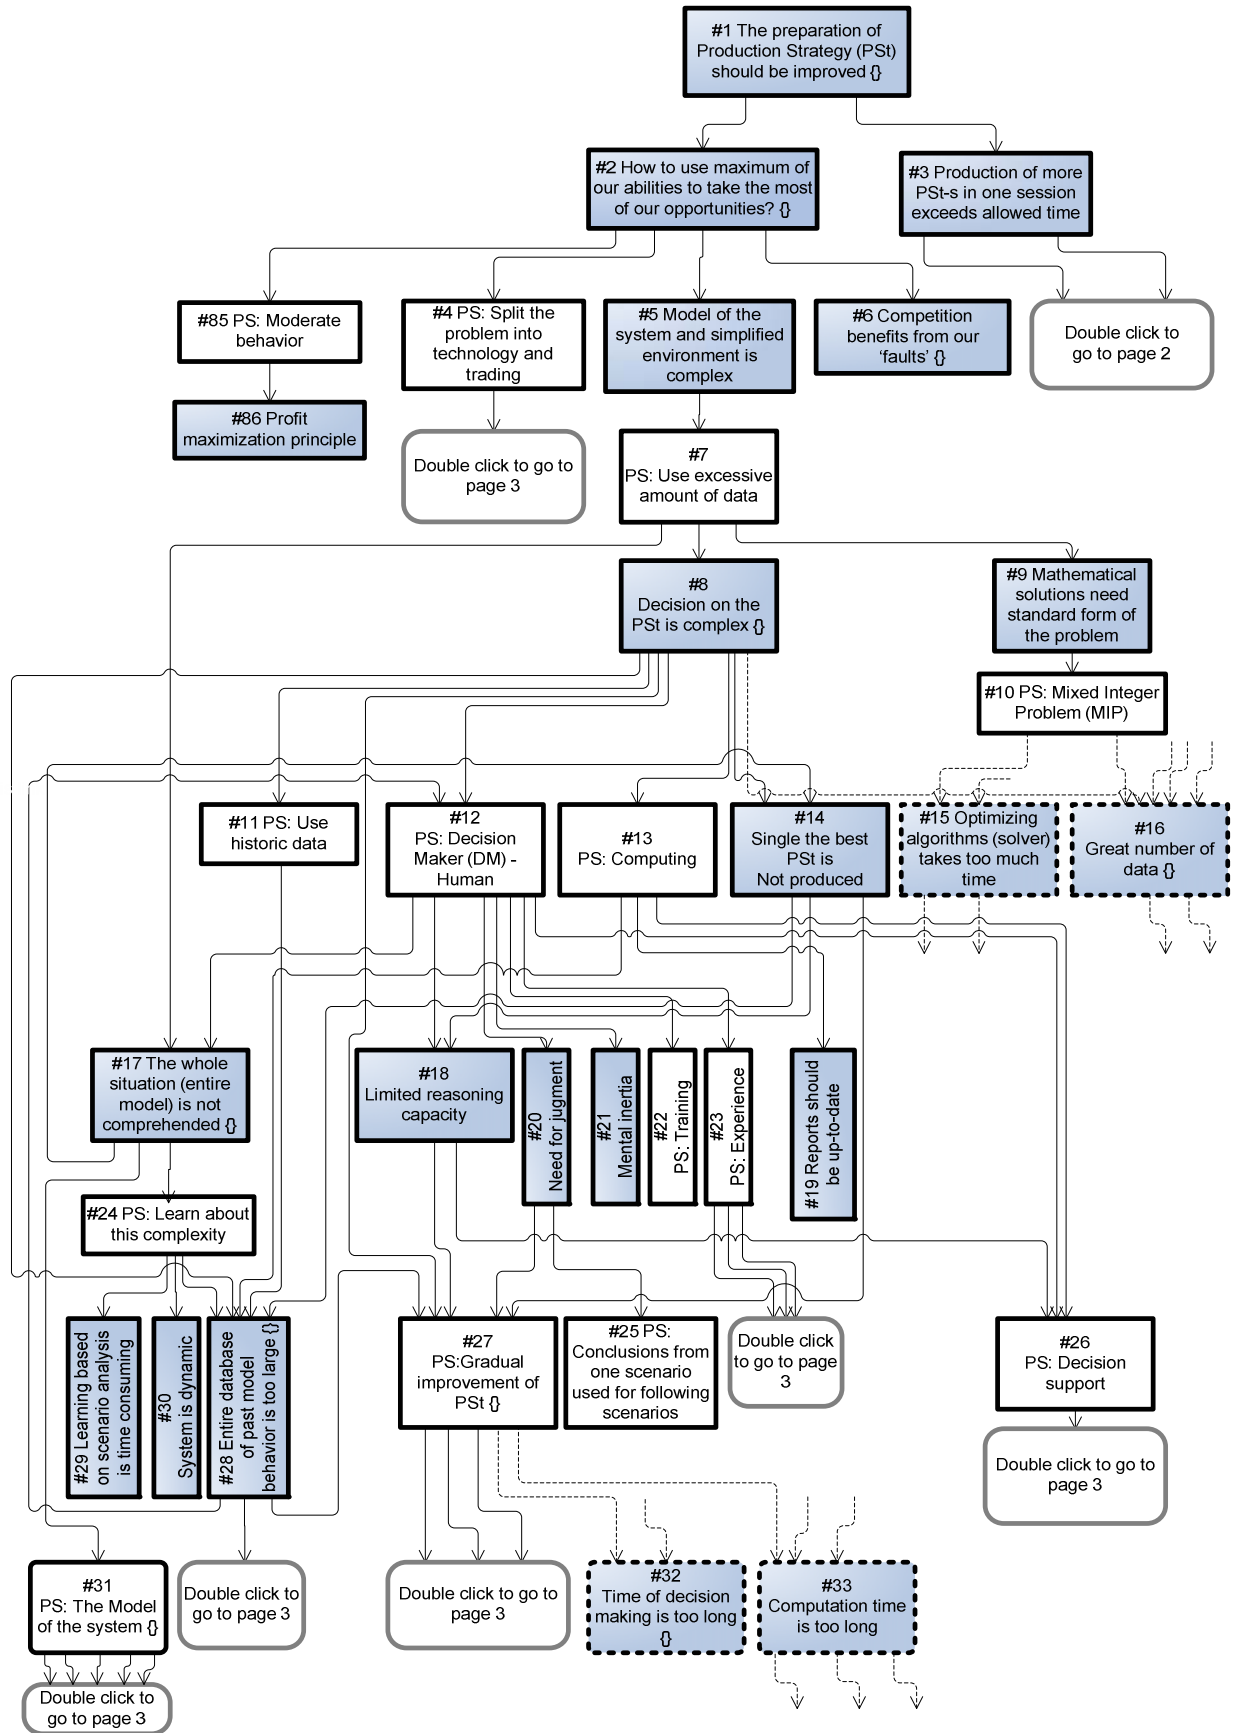 #1 The preparation of
Production Strategy (PSt)
should be improved {}
#2 How to use maximum of
our abilities to take the most
of our opportunities? {}
#3 Production of more
PSt-s in one session
exceeds allowed time
#85 PS: Moderate
behavior
#4 PS: Split the
problem into
technology and
trading
#5 Model of the
system and simplified
environment is
complex
#6 Competition
benefits from our
‘faults’ {}
Double click to
go to page 2
#86 Profit
maximization principle
Double click to go to
page 3
#7
PS: Use excessive
amount of data
#8
Decision on the
PSt is complex {}
#9 Mathematical
solutions need
standard form of
the problem
#10 PS: Mixed Integer
Problem (MIP)
#11 PS: Use
historic data
#12
PS: Decision
Maker (DM) -
Human
#13
PS: Computing
#14
Single the best
PSt is
Not produced
#15 Optimizing
algorithms (solver)
takes too much
time
#16
Great number of
data {}
#17 The whole
situation (entire
model) is not
comprehended {}
#18
Limited reasoning
capacity
#20
Need for jugment
#21
Mental inertia
#22
PS: Training
#23
PS: Experience
#19 Reports should
be up-to-date
#24 PS: Learn about
this complexity
#29 Learning based
on scenario analysis
is time consuming
#30
System is dynamic
#28 Entire database
of past model
behavior is too large {}
#27
PS:Gradual
improvement of
PSt {}
#25 PS:
Conclusions from
one scenario
used for following
scenarios
Double click
to go to page
3
#26
PS: Decision
support
Double click to go to
page 3
#31
PS: The Model
of the system {}
Double click to
go to page 3
Double click to go to
page 3
#32
Time of decision
making is too long
{}
#33
Computation time
is too long
Double click to
go to page 3